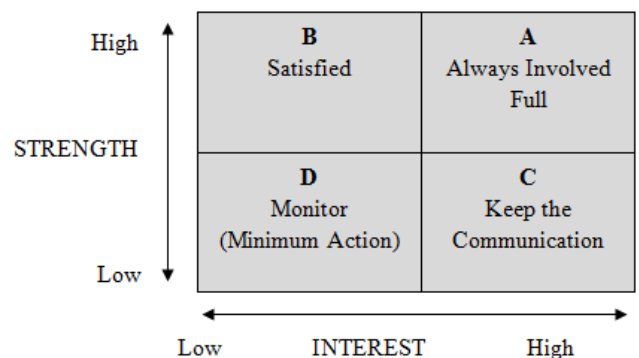 High
B
Satisfied
A
Always Involved
Full
STRENGTH
D
Monitor
(Minimum Action)
C
Keep the
Communication
Low
Low
INTEREST
High